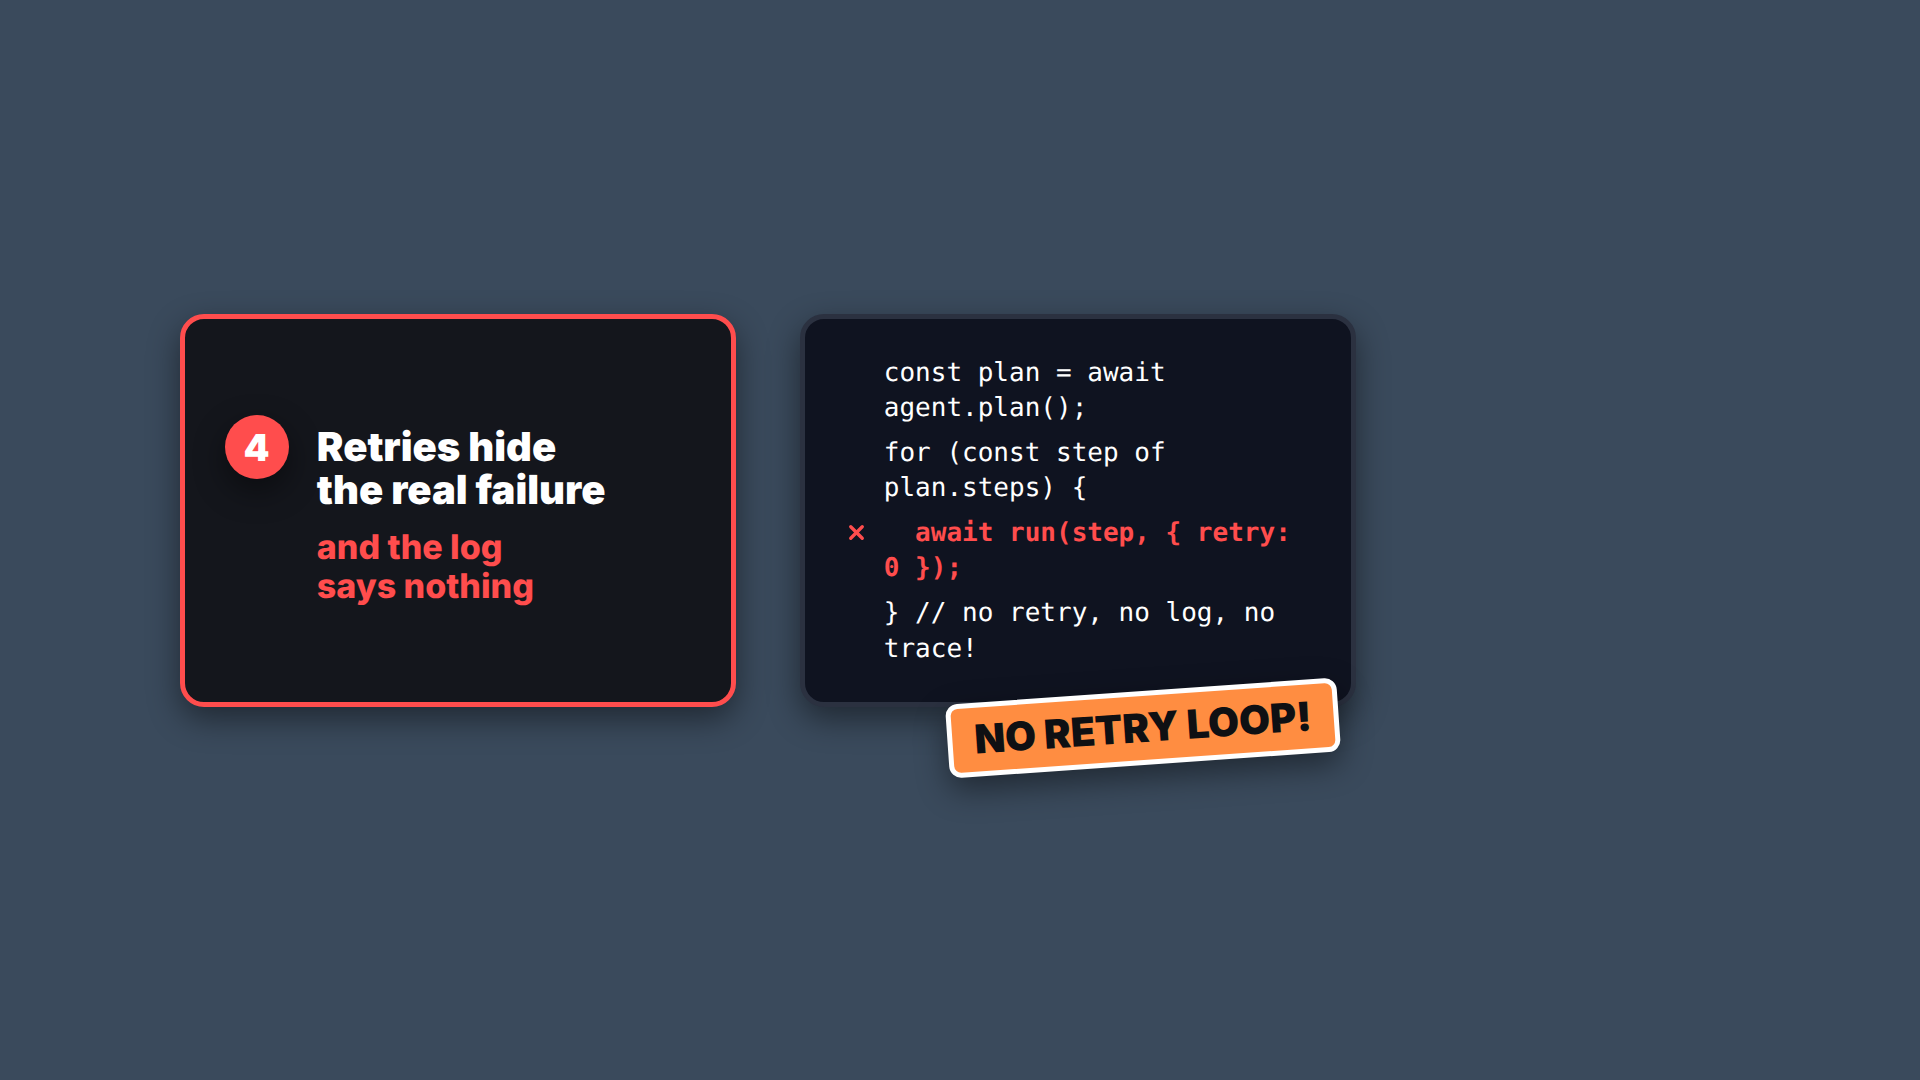 4
Retries hide
the real failure
and the log
says nothing
const plan = await
agent.plan();
for (const step of
plan.steps) {
× await run(step, { retry:
0 });
} // no retry, no log, no
trace!
NO RETRY LOOP!